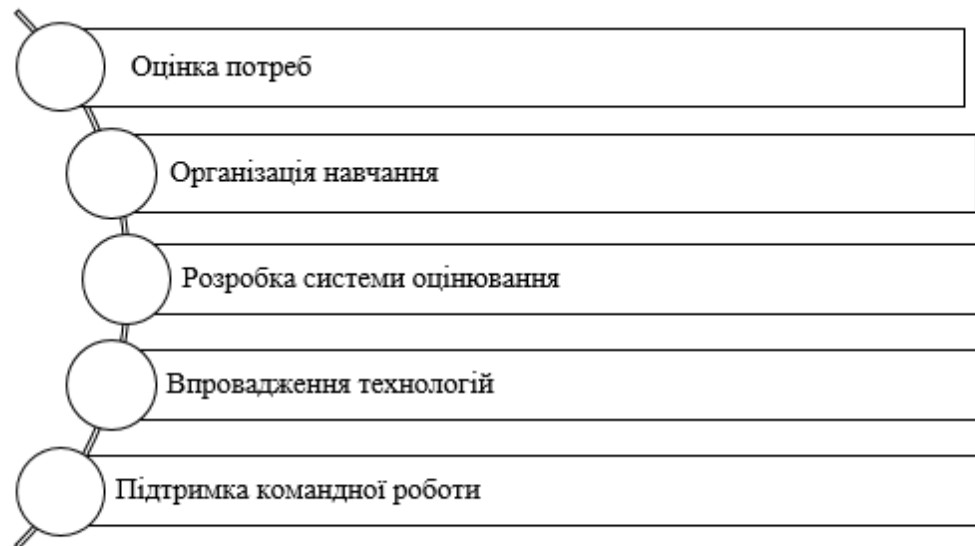 Оцінка потреб
Організація навчання
Розробка системи оцінювання
Впровадження технологій
Підтримка командної роботи